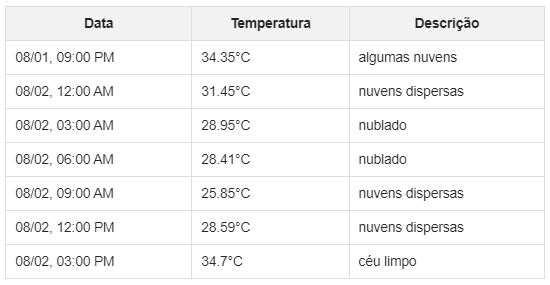 Data Temperatura Descrição
08/01, 09:00 PM 34.35°C algumas nuvens
08/02, 12:00 AM 31.45°C nuvens dispersas
08/02, 03:00 AM 28.95°C nublado
08/02, 06:00 AM 28.41°C nublado
08/02, 09:00 AM 25.85°C nuvens dispersas
08/02, 12:00 PM 28.59°C nuvens dispersas
08/02, 03:00 PM 34.7°C céu limpo